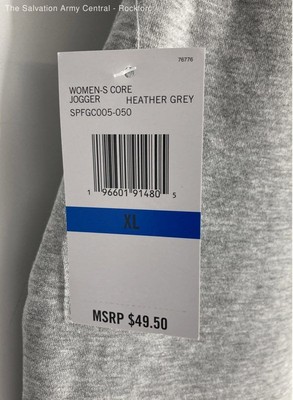 The Salvation Army Central - Rockford
76776
WOMEN-S CORE
JOGGER HEATHER GREY
SPFGC005-050
1 96601 91480 5
XL
MSRP $49.50